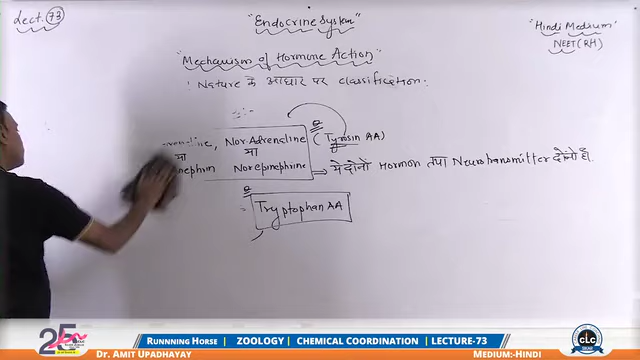 Lect. 73
"Endocrine System"
"Hindi Medium"
NEET(RH)
"Mechanism of Hormone Action"
Nature के आधार पर classification.
Nor Adrenaline (Tyrosin AA)
या या
Norepinephrine → ये दोनों Hormon तथा Neurotransmitter दोनों हैं.
= Tryptophan AA
25
RUNNNING HORSE | ZOOLOGY | CHEMICAL COORDINATION | LECTURE-73
Dr. AMIT UPADHAYAY MEDIUM:-HINDI
CLC